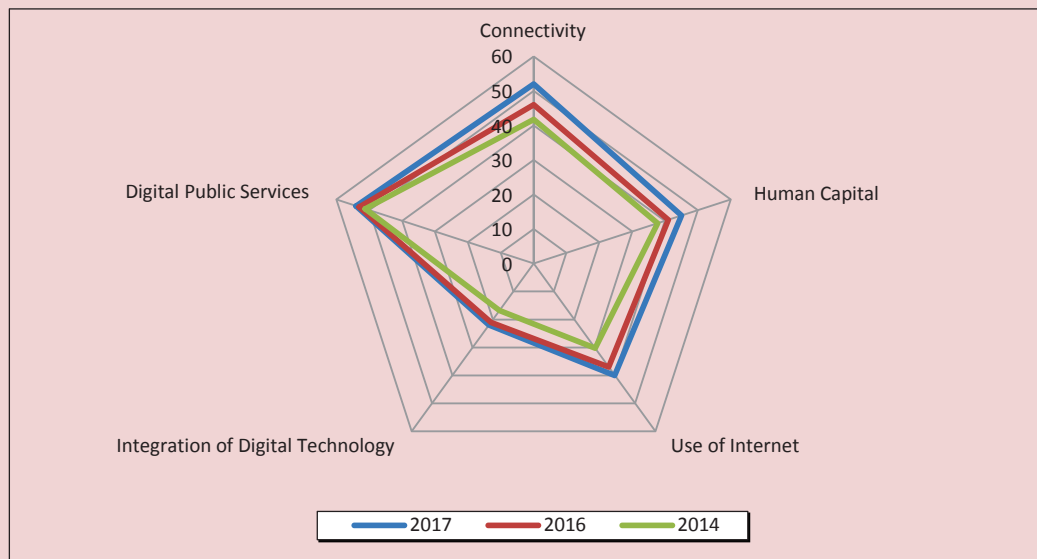 Connectivity
60
50
40
30
20
10
0
Human Capital
Use of Internet
Integration of Digital Technology
Digital Public Services
2017 2016 2014